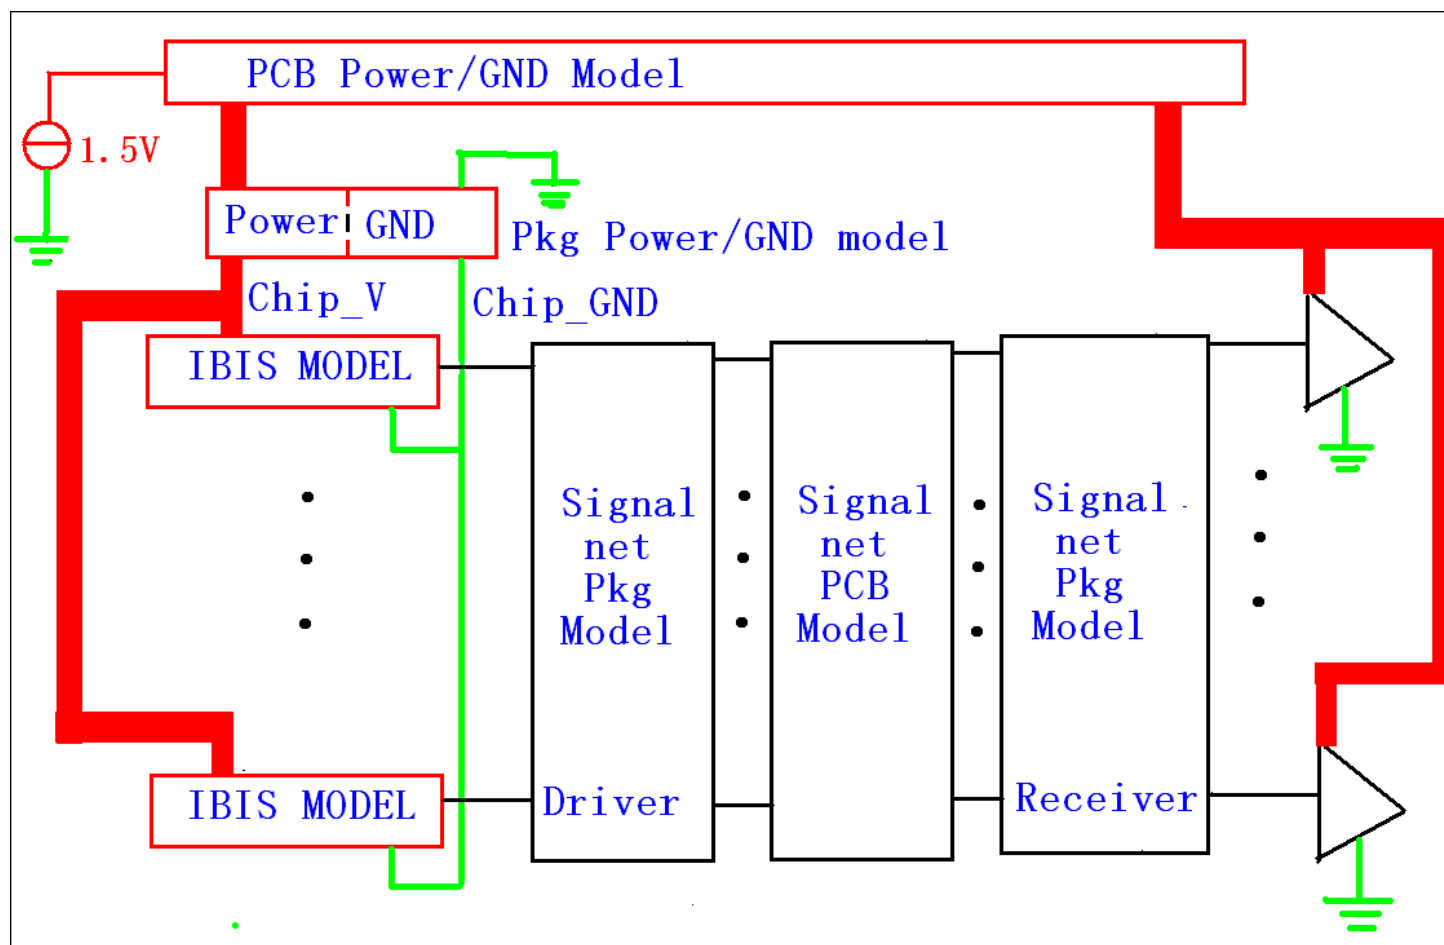 PCB Power/GND Model
1.5V
Power
GND
Pkg Power/GND model
Chip_V
Chip_GND
IBIS MODEL
Signal
net
Pkg
Model
Signal
net
PCB
Model
Signal
net
Pkg
Model
IBIS MODEL
Driver
Receiver